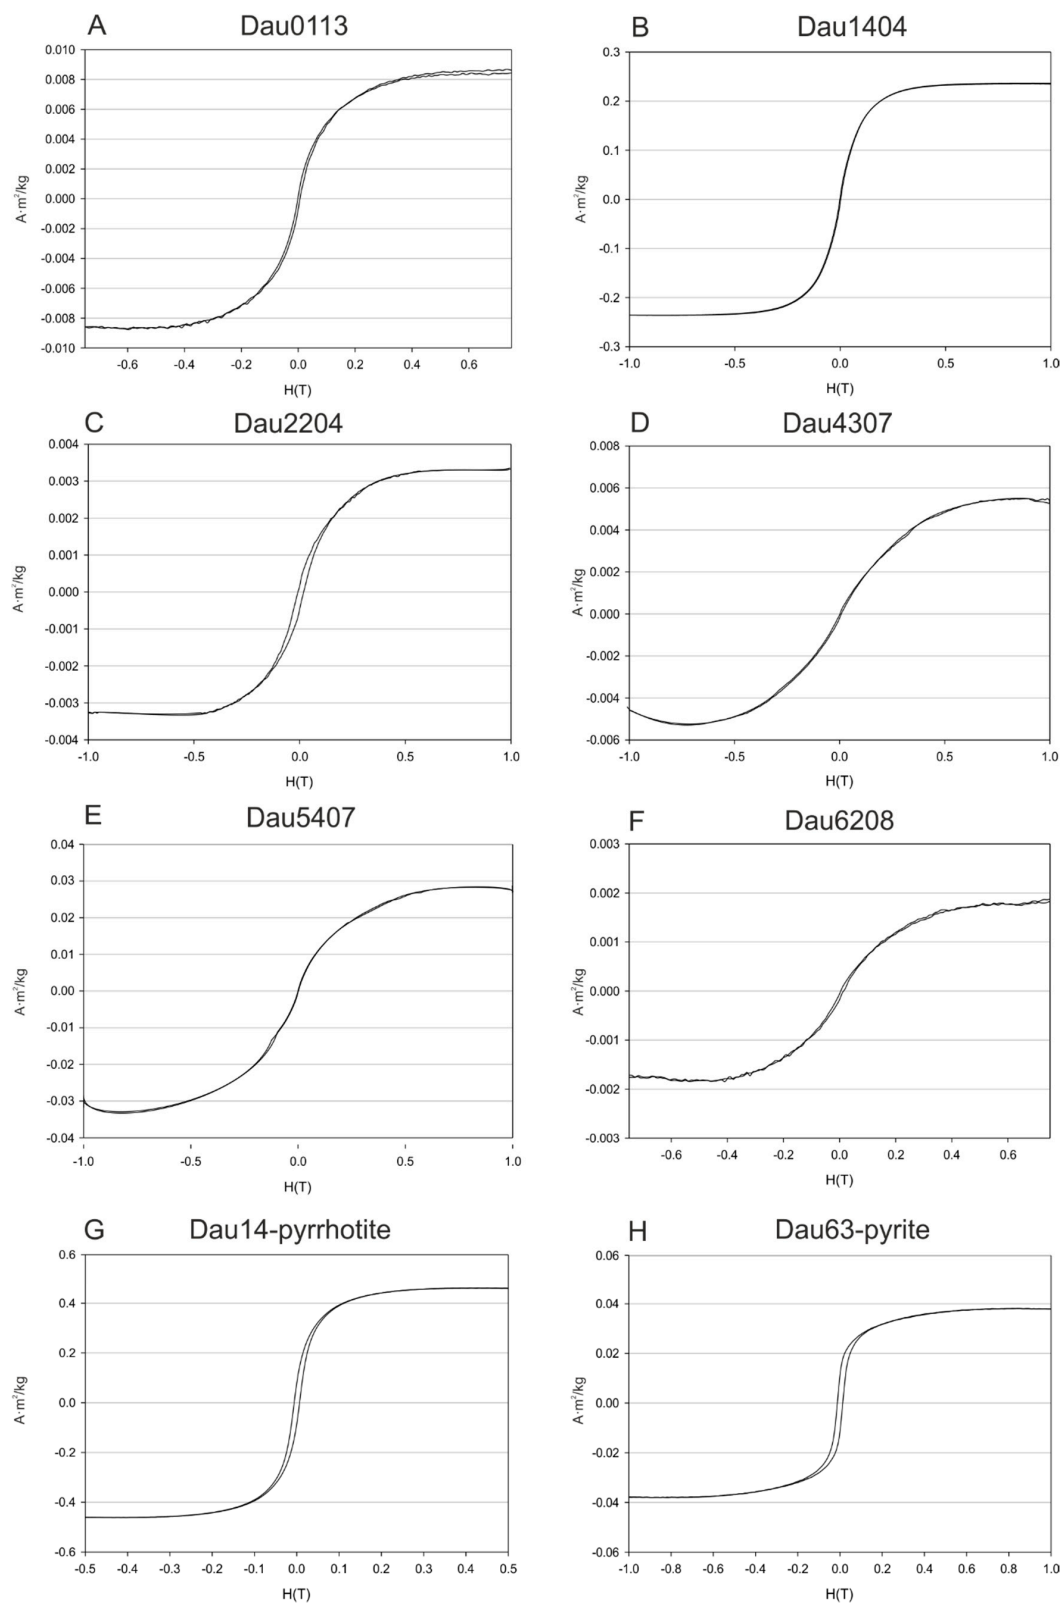 A Dau0113
0.010
0.008
0.006
0.004
0.002
0.000
-0.002
-0.004
-0.006
-0.008
-0.010
A·m²/kg
-0.6 -0.4 -0.2 0.0 0.2 0.4 0.6
H(T)
B Dau1404
0.3
0.2
0.1
0.0
-0.1
-0.2
-0.3
A·m²/kg
-1.0 -0.5 0.0 0.5 1.0
H(T)
C Dau2204
0.004
0.003
0.002
0.001
0.000
-0.001
-0.002
-0.003
-0.004
A·m²/kg
-1.0 -0.5 0.0 0.5 1.0
H(T)
D Dau4307
0.008
0.006
0.004
0.002
0.000
-0.002
-0.004
-0.006
A·m²/kg
-1.0 -0.5 0.0 0.5 1.0
H(T)
E Dau5407
0.04
0.03
0.02
0.01
0.00
-0.01
-0.02
-0.03
-0.04
A·m²/kg
-1.0 -0.5 0.0 0.5 1.0
H(T)
F Dau6208
0.003
0.002
0.001
0.000
-0.001
-0.002
-0.003
A·m²/kg
-0.6 -0.4 -0.2 0.0 0.2 0.4 0.6
H(T)
G Dau14-pyrrhotite
0.6
0.4
0.2
0.0
-0.2
-0.4
-0.6
A·m²/kg
-0.5 -0.4 -0.3 -0.2 -0.1 0.0 0.1 0.2 0.3 0.4 0.5
H(T)
H Dau63-pyrite
0.06
0.04
0.02
0.00
-0.02
-0.04
-0.06
A·m²/kg
-1.0 -0.8 -0.6 -0.4 -0.2 0.0 0.2 0.4 0.6 0.8 1.0
H(T)